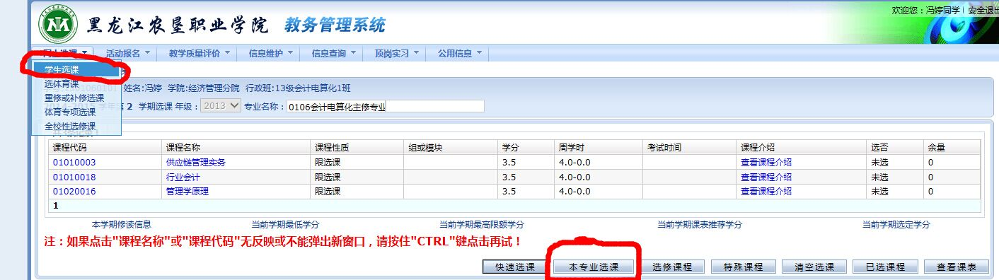 黑龙江农垦职业学院 教务管理系统 欢迎您：冯婷同学 安全退出
网上选课 活动报名 教学质量评价 信息维护 信息查询 顶岗实习 公用信息
学生选课
选体育课
重修或补修选课
体育专项选课
全校性选修课
姓名:冯婷 学院:经济管理分院 行政班:13级会计电算化1班
学年第 2 学期选课 年级： 2013 专业名称： 0106会计电算化主修专业
课程代码 课程名称 课程性质 组或模块 学分 周学时 考试时间 课程介绍 选否 余量
01010003 供应链管理实务 限选课 3.5 4.0-0.0 查看课程介绍 未选 0
01010018 行业会计 限选课 3.5 4.0-0.0 查看课程介绍 未选 0
01020016 管理学原理 限选课 3.5 4.0-0.0 查看课程介绍 未选 0
1
本学期修读信息 当前学期最低学分 当前学期最高限额学分 当前学期课表推荐学分 当前学期选定学分
注：如果点击"课程名称"或"课程代码"无反映或不能弹出新窗口，请按住"CTRL"键点击再试！
快速选课 本专业选课 选修课程 特殊课程 清空选课 已选课程 查看课表